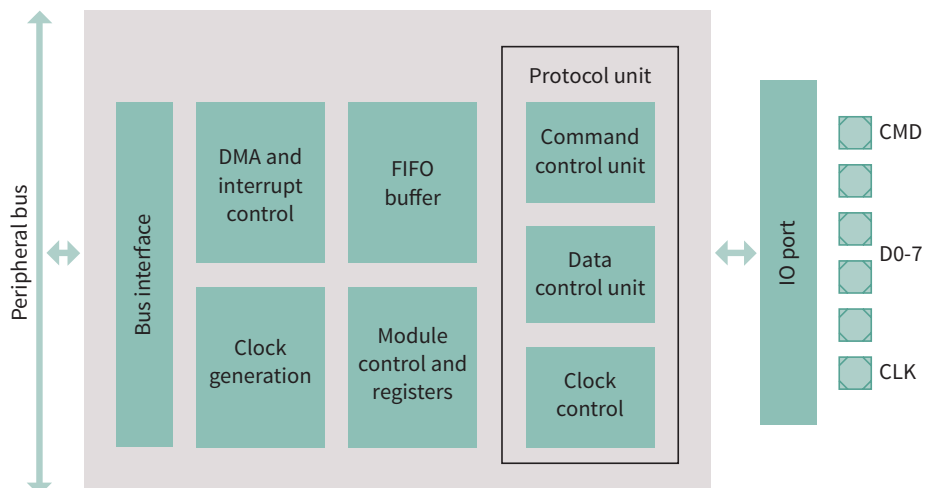 Peripheral bus
Bus interface
DMA and
interrupt
control
FIFO
buffer
Clock
generation
Module
control and
registers
Protocol unit
Command
control unit
Data
control unit
Clock
control
IO port
CMD
D0-7
CLK